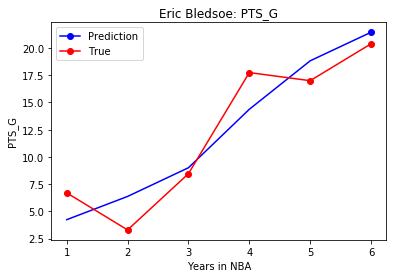 Eric Bledsoe: PTS_G
Prediction
True
PTS_G
20.0
17.5
15.0
12.5
10.0
7.5
5.0
2.5
1 2 3 4 5 6
Years in NBA